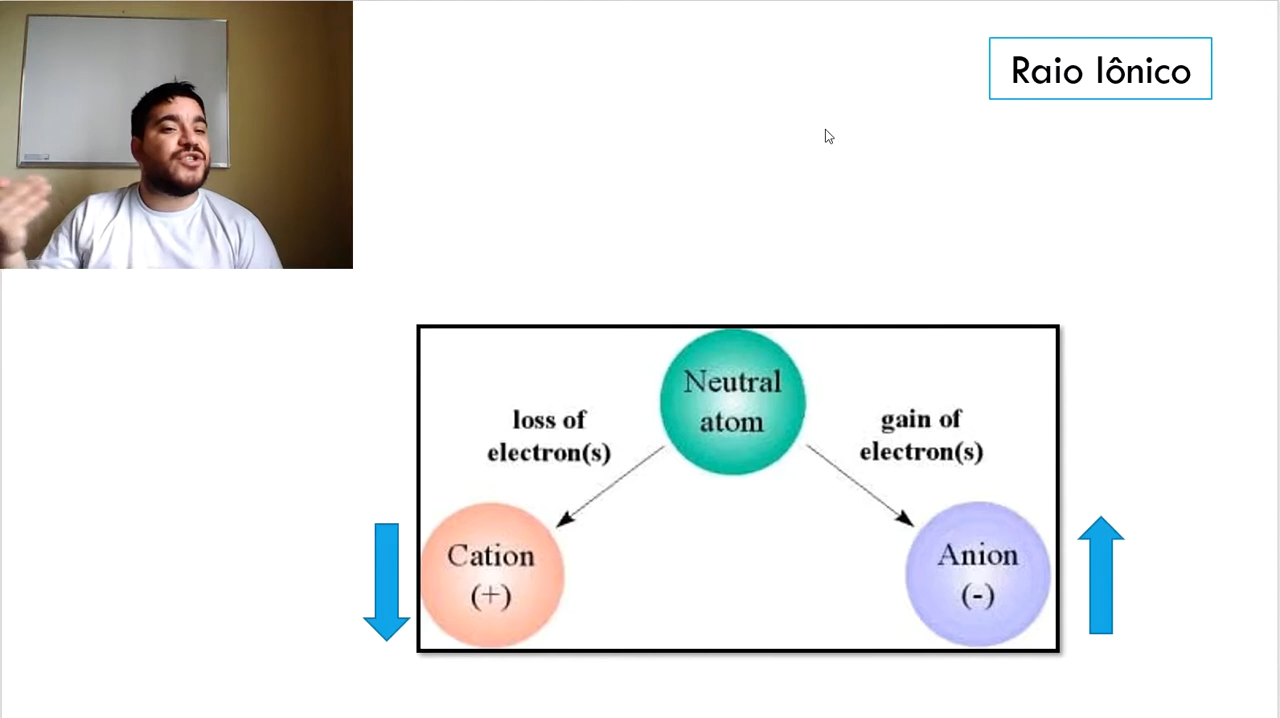 Raio Iônico
Neutral
atom
loss of
electron(s)
gain of
electron(s)
Cation
(+)
Anion
(-)